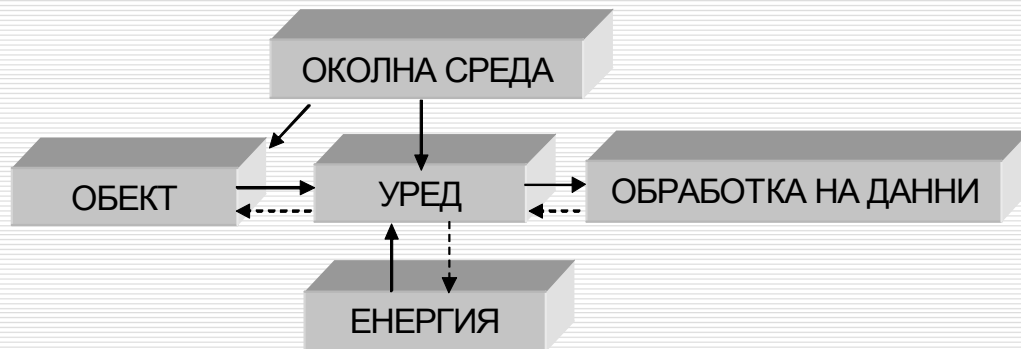 ОКОЛНА СРЕДА
ОБЕКТ
УРЕД
ОБРАБОТКА НА ДАННИ
ЕНЕРГИЯ